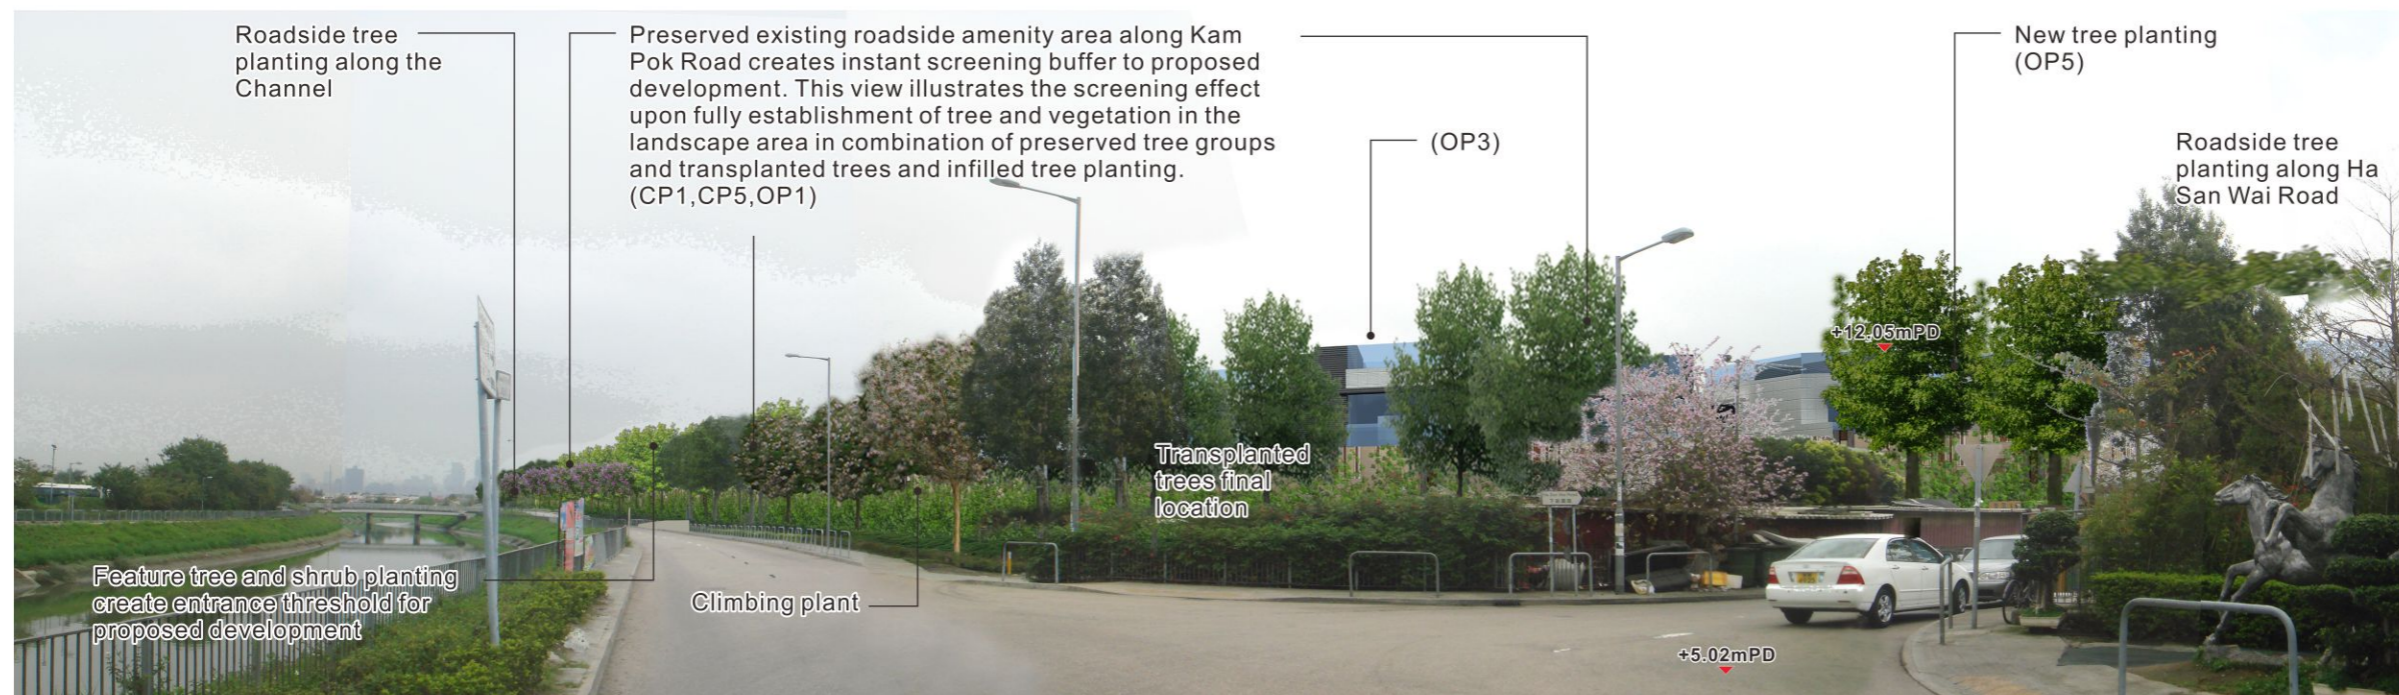 Roadside tree
planting along the
Channel
Preserved existing roadside amenity area along Kam
Pok Road creates instant screening buffer to proposed
development. This view illustrates the screening effect
upon fully establishment of tree and vegetation in the
landscape area in combination of preserved tree groups
and transplanted trees and infilled tree planting.
(CP1,CP5,OP1)
(OP3)
New tree planting
(OP5)
Roadside tree
planting along Ha
San Wai Road
+12.05mPD
Transplanted
trees final
location
Feature tree and shrub planting
create entrance threshold for
proposed development
Climbing plant
+5.02mPD